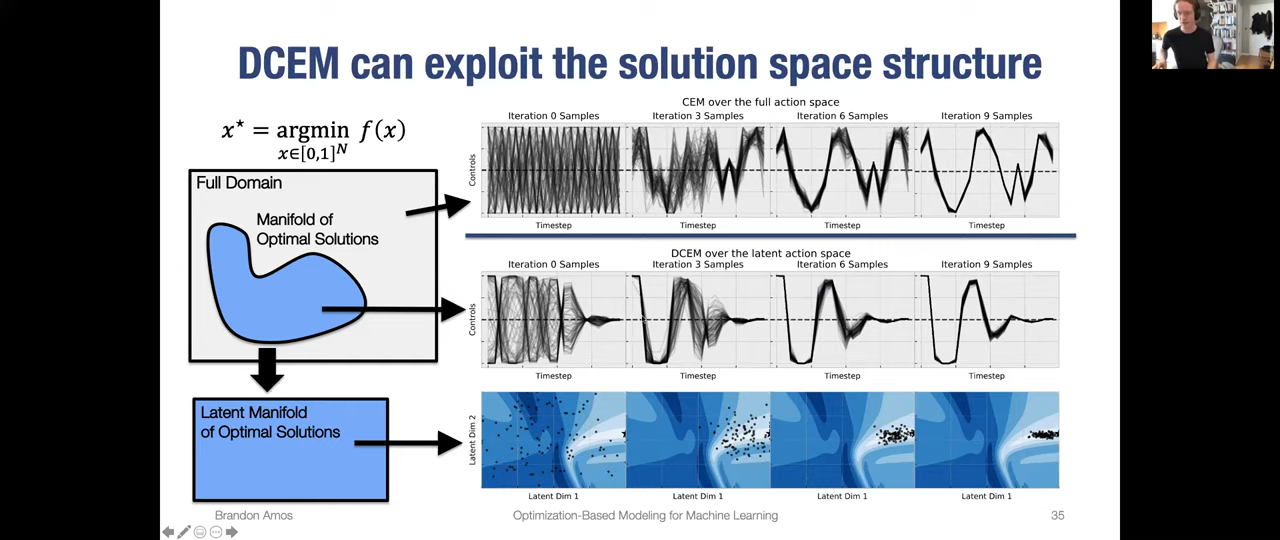 DCEM can exploit the solution space structure
x* = argmin f(x)
x∈[0,1]^N
Full Domain
Manifold of
Optimal Solutions
Latent Manifold
of Optimal Solutions
CEM over the full action space
Iteration 0 Samples Iteration 3 Samples Iteration 6 Samples Iteration 9 Samples
Controls
Timestep Timestep Timestep Timestep
DCEM over the latent action space
Iteration 0 Samples Iteration 3 Samples Iteration 6 Samples Iteration 9 Samples
Controls
Timestep Timestep Timestep Timestep
Latent Dim 2
Latent Dim 1 Latent Dim 1 Latent Dim 1 Latent Dim 1
Brandon Amos Optimization-Based Modeling for Machine Learning 35